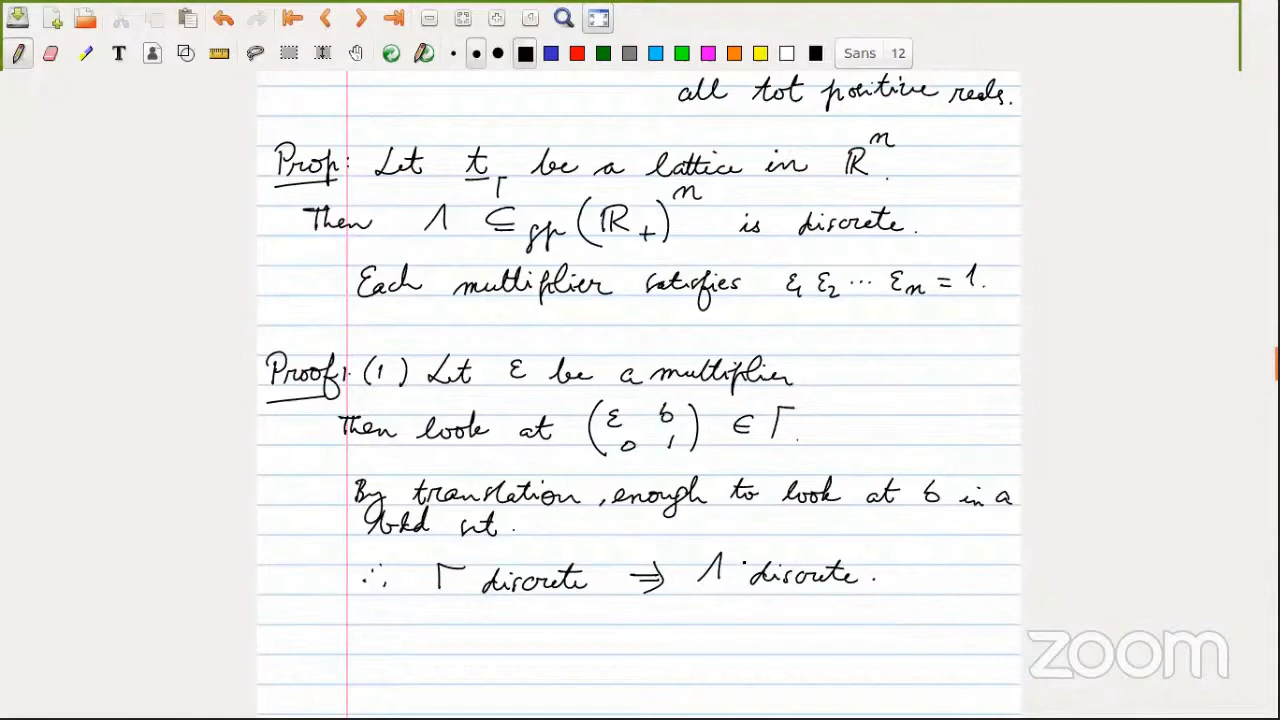 Sans 12
all tot positive reals.
Prop: Let t_Γ be a lattice in ℝⁿ.
Then Λ ⊆_gp (ℝ₊)ⁿ is discrete.
Each multiplier satisfies ε₁ ε₂ ⋯ εₙ = 1.
Proof: (1) Let ε be a multiplier
Then look at (ε b
0 1) ∈ Γ.
By translation, enough to look at b in a
bdd set.
∴ Γ discrete ⇒ Λ discrete.
zoom